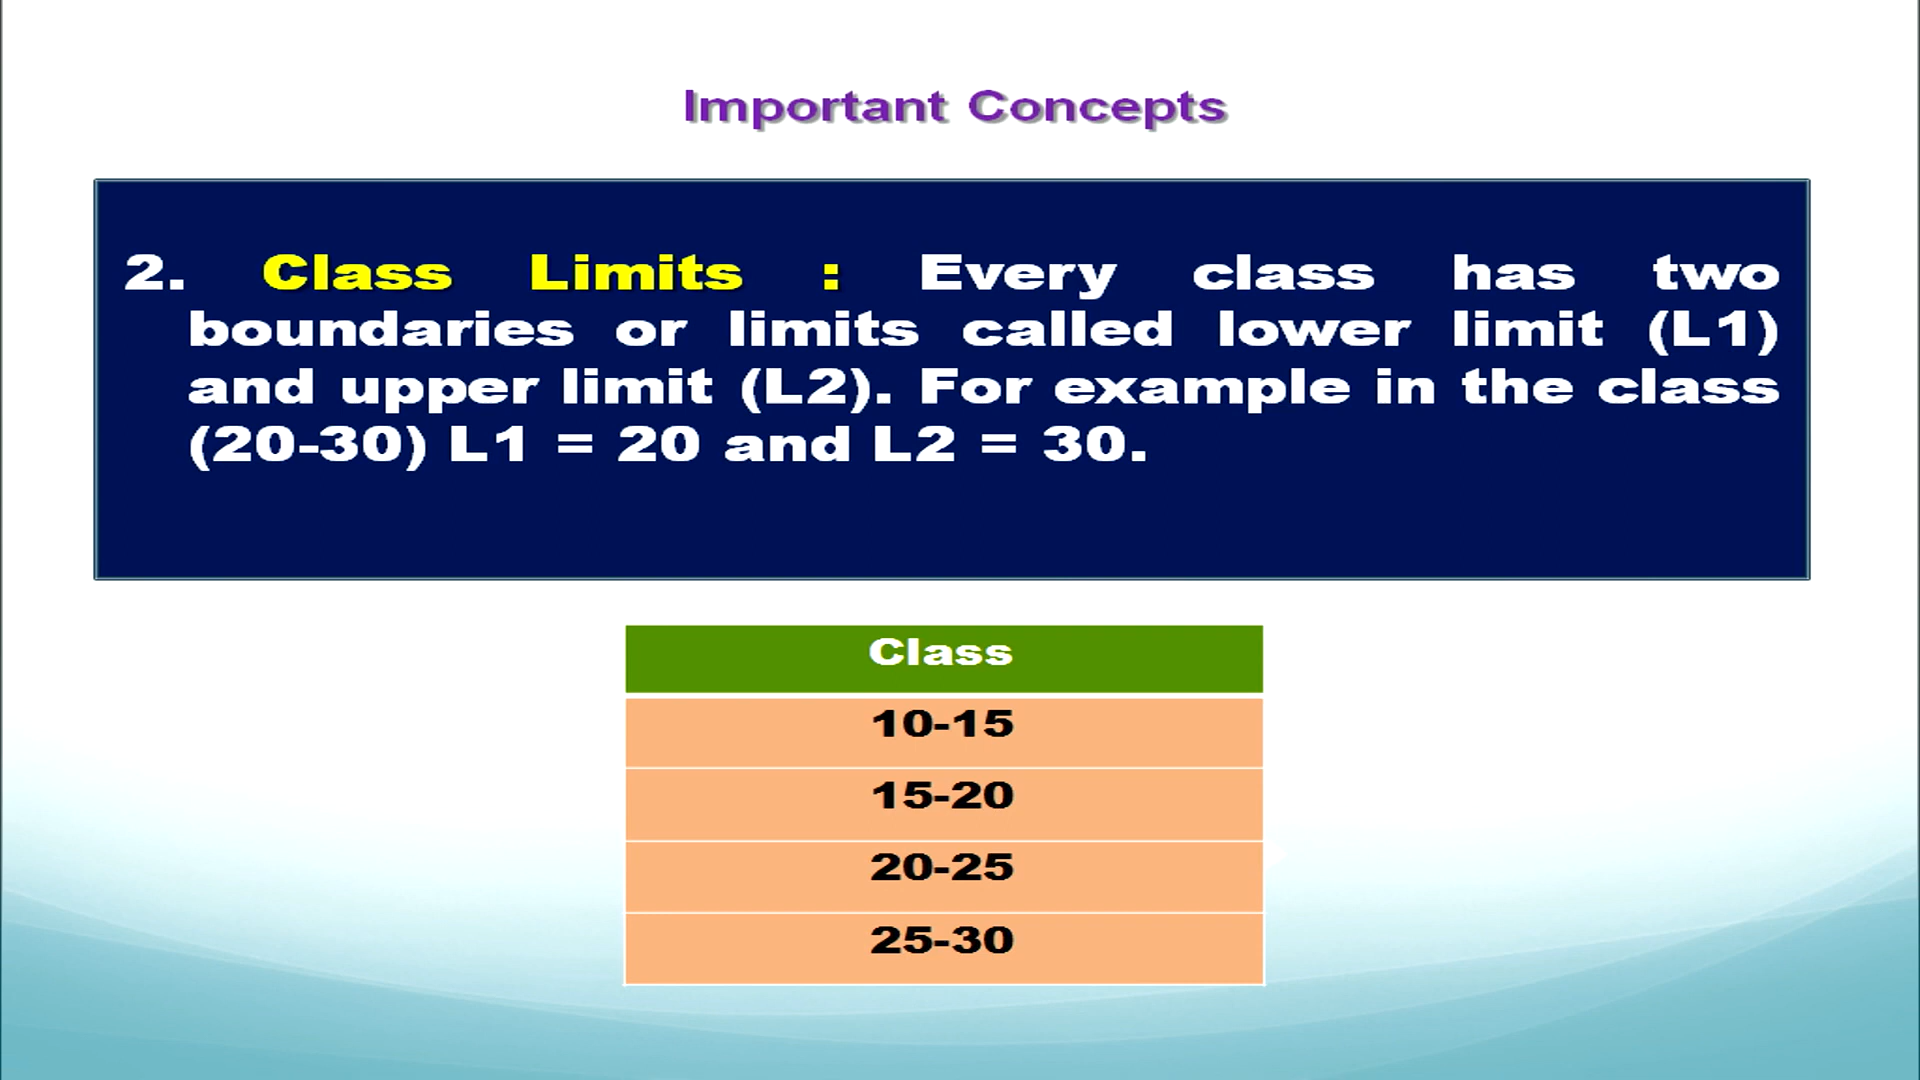 Important Concepts
2. Class Limits : Every class has two
boundaries or limits called lower limit (L1)
and upper limit (L2). For example in the class
(20-30) L1 = 20 and L2 = 30.
Class
10-15
15-20
20-25
25-30